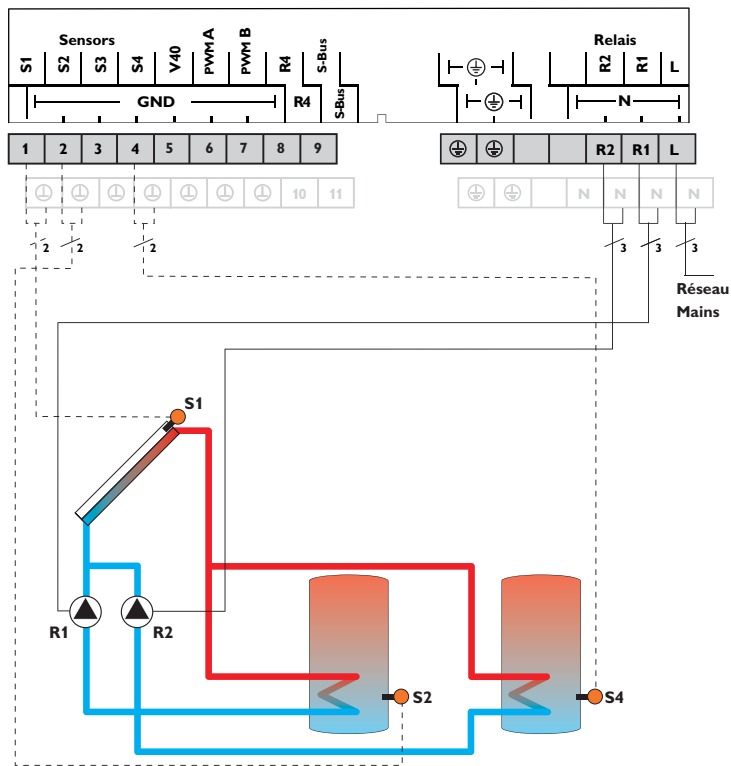 Sensors
Relais
S1 S2 S3 S4 V40 PWM A PWM B R4 S-Bus
R2 R1 L
GND R4 S-Bus
N
1 2 3 4 5 6 7 8 9
R2 R1 L
10 11
N N N
2 2 2
3 3 3
Réseau
Mains
S1
R1 R2
S2 S4